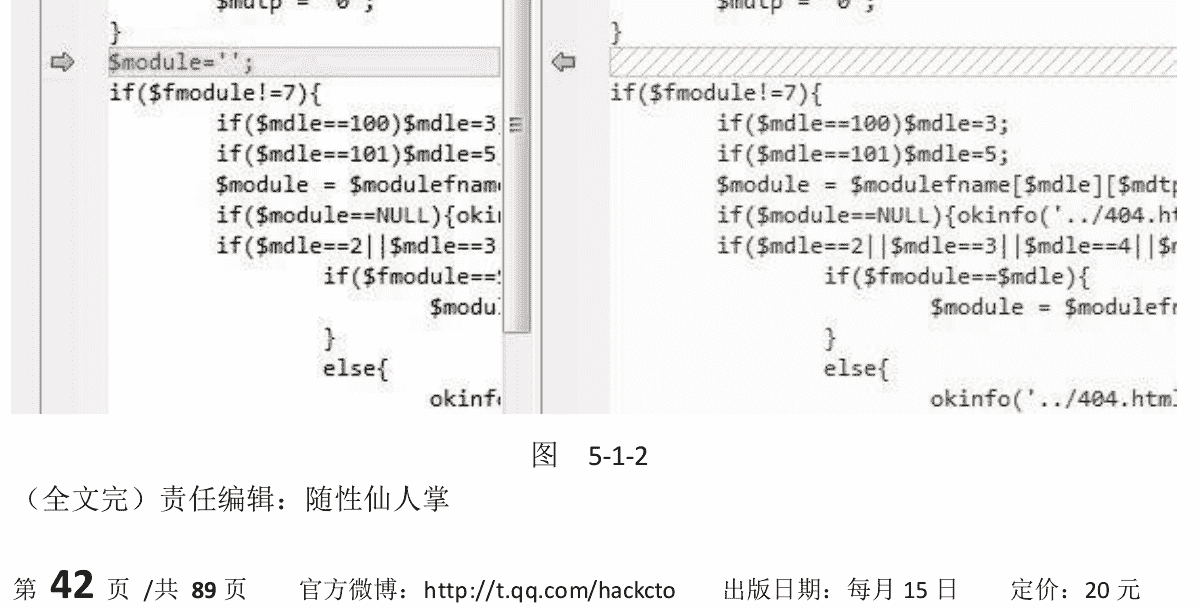 $mdtp = '0';
}
$module='';
if($fmodule!=7){
if($mdle==100)$mdle=3
if($mdle==101)$mdle=5
$module = $modulefnam
if($module==NULL){oki
if($mdle==2||$mdle==3
if($fmodule==
$modu
}
else{
okinf
$mdtp = '0';
}
if($fmodule!=7){
if($mdle==100)$mdle=3;
if($mdle==101)$mdle=5;
$module = $modulefname[$mdle][$mdtp
if($module==NULL){okinfo('../404.ht
if($mdle==2||$mdle==3||$mdle==4||$
if($fmodule==$mdle){
$module = $modulef
}
else{
okinfo('../404.html
图 5-1-2
（全文完）责任编辑：随性仙人掌
第 42 页 /共 89 页 官方微博：http://t.qq.com/hackcto 出版日期：每月 15 日 定价：20 元